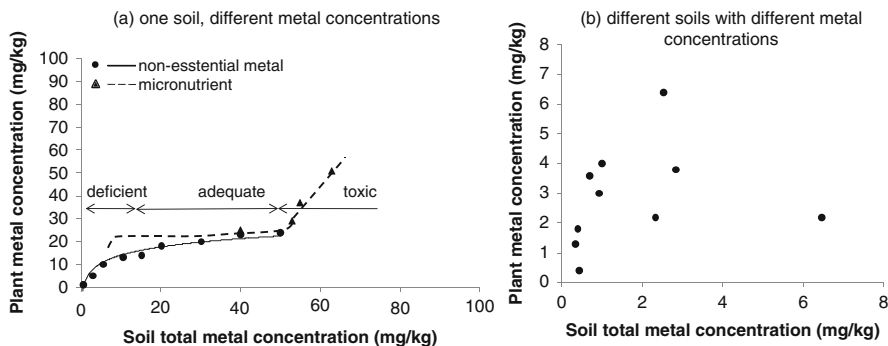 (a) one soil, different metal concentrations
100
90
80
70
60
50
40
30
20
10
0
Plant metal concentration (mg/kg)
non-esstential metal
micronutrient
deficient
adequate
toxic
0 20 40 60 80 100
Soil total metal concentration (mg/kg)
(b) different soils with different metal
concentrations
8
7
6
5
4
3
2
1
0
Plant metal concentration (mg/kg)
0 2 4 6 8
Soil total metal concentration (mg/kg)